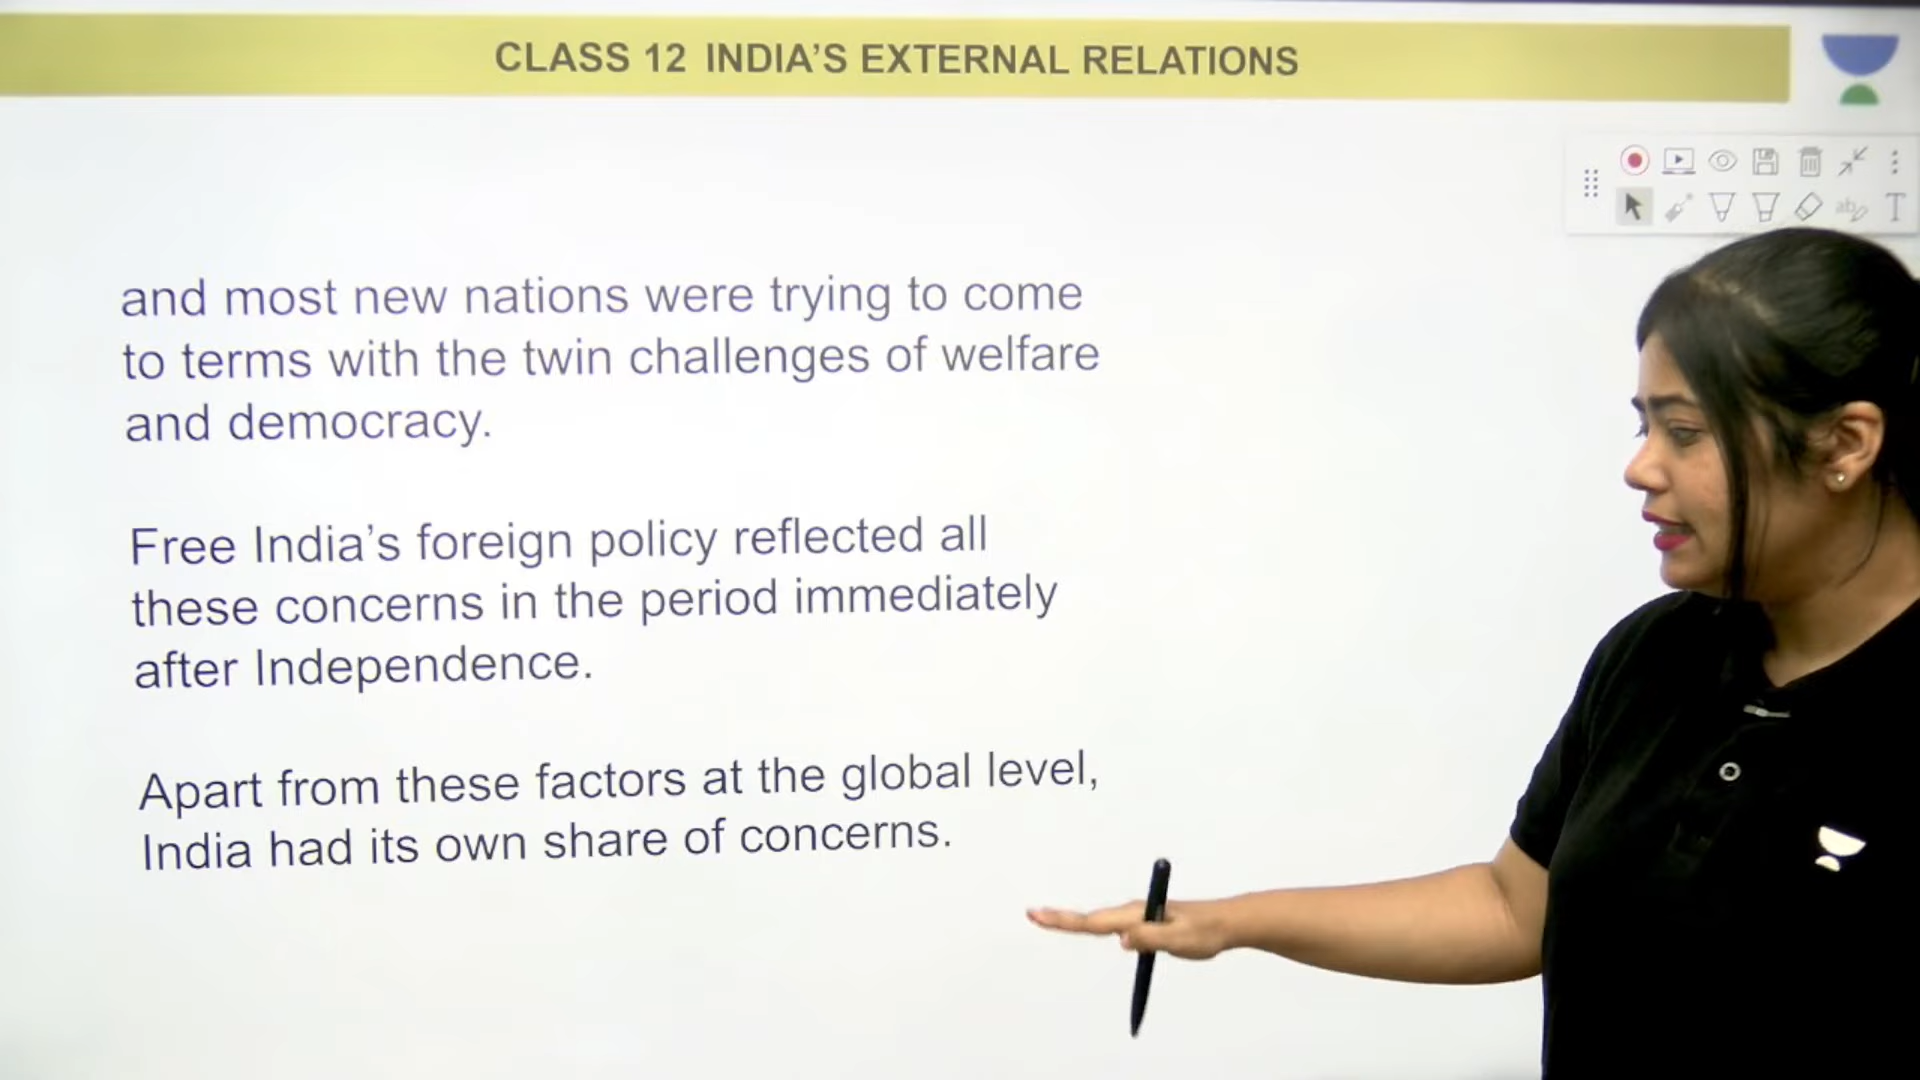 CLASS 12 INDIA'S EXTERNAL RELATIONS
and most new nations were trying to come
to terms with the twin challenges of welfare
and democracy.
Free India's foreign policy reflected all
these concerns in the period immediately
after Independence.
Apart from these factors at the global level,
India had its own share of concerns.
ab
T